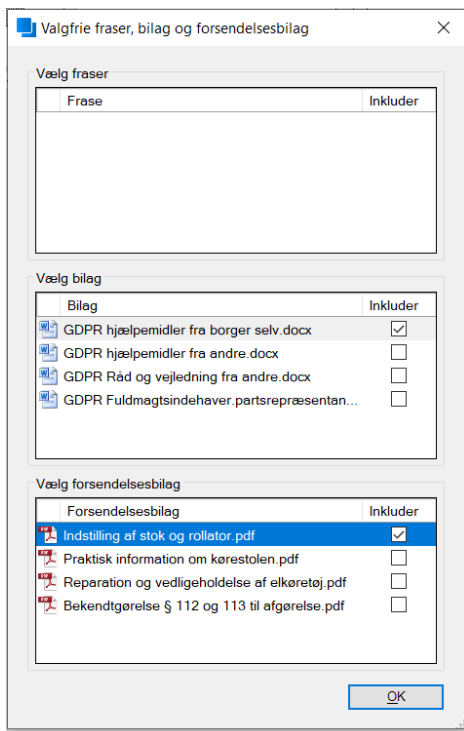 Valgfrie fraser, bilag og forsendelsesbilag
Vælg fraser
Frase Inkluder
Vælg bilag
Bilag Inkluder
GDPR hjælpemidler fra borger selv.docx
GDPR hjælpemidler fra andre.docx
GDPR Råd og vejledning fra andre.docx
GDPR Fuldmagtsindehaver.partsrepræsentan...
Vælg forsendelsesbilag
Forsendelsesbilag Inkluder
Indstilling af stok og rollator.pdf
Praktisk information om kørestolen.pdf
Reparation og vedligeholdelse af elkøretøj.pdf
Bekendtgørelse § 112 og 113 til afgørelse.pdf
OK